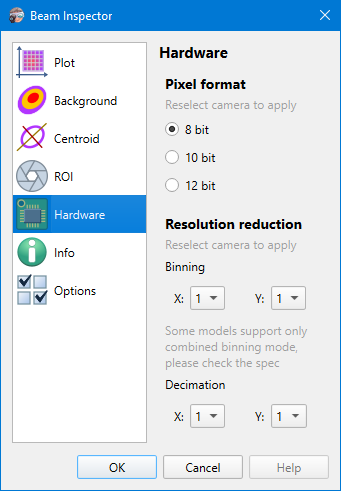 Beam Inspector
Plot
Background
Centroid
ROI
Hardware
Info
Options
Hardware
Pixel format
Reselect camera to apply
8 bit
10 bit
12 bit
Resolution reduction
Reselect camera to apply
Binning
X: 1 Y: 1
Some models support only
combined binning mode,
please check the spec
Decimation
X: 1 Y: 1
OK Cancel Help